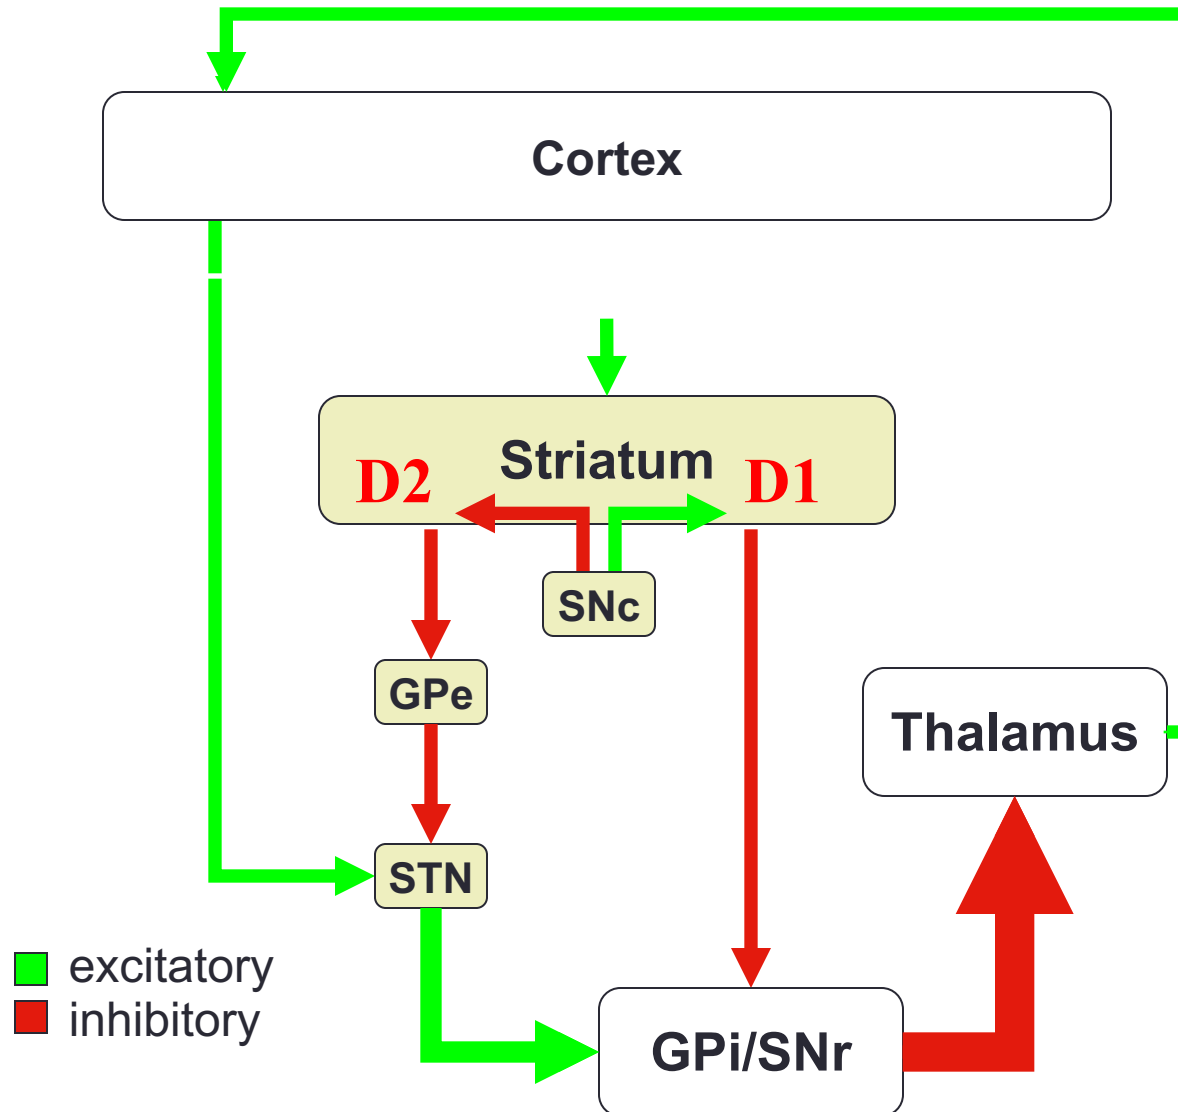 Cortex
Striatum
D2
D1
SNc
GPe
Thalamus
STN
excitatory
inhibitory
GPi/SNr